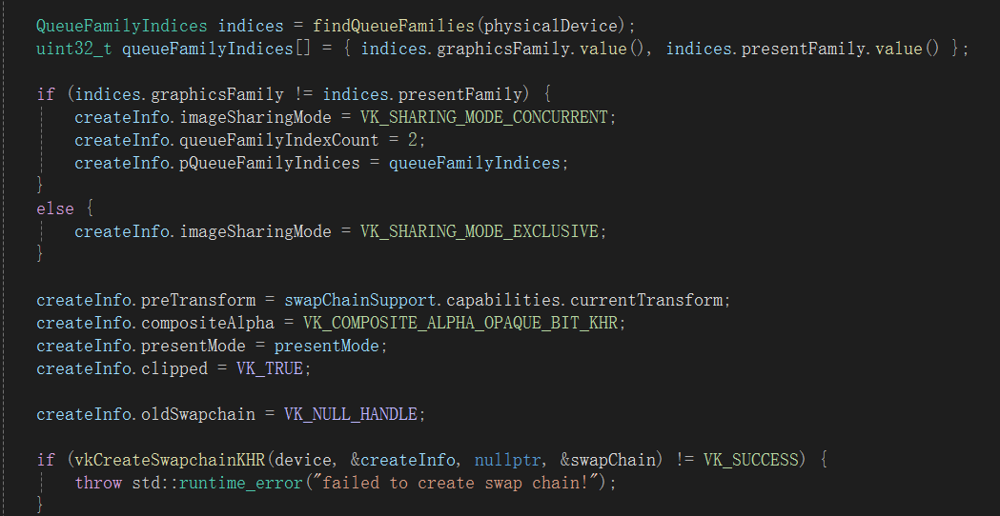 QueueFamilyIndices indices = findQueueFamilies(physicalDevice);
uint32_t queueFamilyIndices[] = { indices.graphicsFamily.value(), indices.presentFamily.value() };
if (indices.graphicsFamily != indices.presentFamily) {
createInfo.imageSharingMode = VK_SHARING_MODE_CONCURRENT;
createInfo.queueFamilyIndexCount = 2;
createInfo.pQueueFamilyIndices = queueFamilyIndices;
}
else {
createInfo.imageSharingMode = VK_SHARING_MODE_EXCLUSIVE;
}
createInfo.preTransform = swapChainSupport.capabilities.currentTransform;
createInfo.compositeAlpha = VK_COMPOSITE_ALPHA_OPAQUE_BIT_KHR;
createInfo.presentMode = presentMode;
createInfo.clipped = VK_TRUE;
createInfo.oldSwapchain = VK_NULL_HANDLE;
if (vkCreateSwapchainKHR(device, &createInfo, nullptr, &swapChain) != VK_SUCCESS) {
throw std::runtime_error("failed to create swap chain!");
}